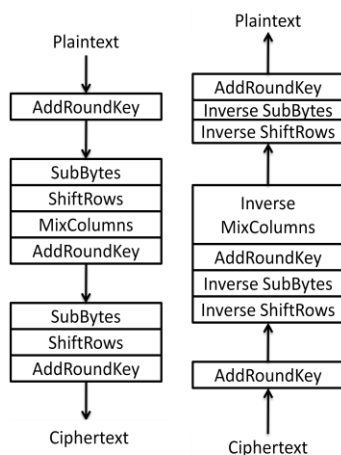 Plaintext
AddRoundKey
SubBytes
ShiftRows
MixColumns
AddRoundKey
SubBytes
ShiftRows
AddRoundKey
Ciphertext
Plaintext
AddRoundKey
Inverse SubBytes
Inverse ShiftRows
Inverse
MixColumns
AddRoundKey
Inverse SubBytes
Inverse ShiftRows
AddRoundKey
Ciphertext